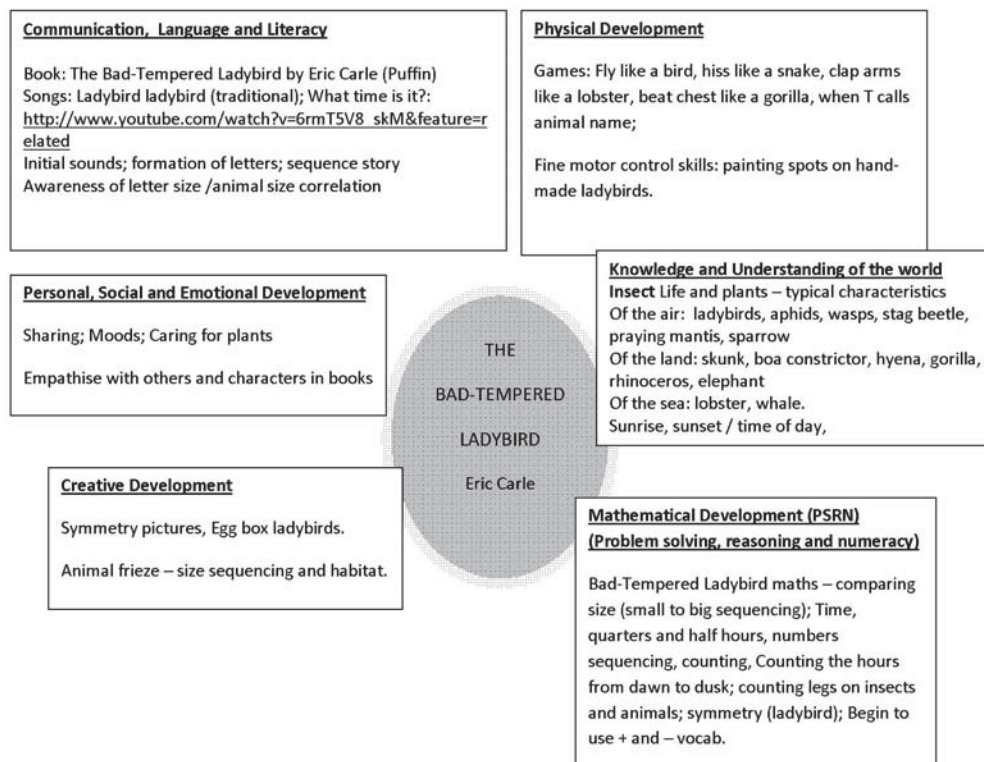 Communication, Language and Literacy
Book: The Bad-Tempered Ladybird by Eric Carle (Puffin)
Songs: Ladybird ladybird (traditional); What time is it?:
http://www.youtube.com/watch?v=6rmT5V8_skM&feature=r
elated
Initial sounds; formation of letters; sequence story
Awareness of letter size /animal size correlation
Physical Development
Games: Fly like a bird, hiss like a snake, clap arms
like a lobster, beat chest like a gorilla, when T calls
animal name;
Fine motor control skills: painting spots on hand-
made ladybirds.
Personal, Social and Emotional Development
Sharing; Moods; Caring for plants
Empathise with others and characters in books
Knowledge and Understanding of the world
Insect Life and plants – typical characteristics
Of the air: ladybirds, aphids, wasps, stag beetle,
praying mantis, sparrow
Of the land: skunk, boa constrictor, hyena, gorilla,
rhinoceros, elephant
Of the sea: lobster, whale.
Sunrise, sunset / time of day,
THE
BAD-TEMPERED
LADYBIRD
Eric Carle
Creative Development
Symmetry pictures, Egg box ladybirds.
Animal frieze – size sequencing and habitat.
Mathematical Development (PSRN)
(Problem solving, reasoning and numeracy)
Bad-Tempered Ladybird maths – comparing
size (small to big sequencing); Time,
quarters and half hours, numbers
sequencing, counting, Counting the hours
from dawn to dusk; counting legs on insects
and animals; symmetry (ladybird); Begin to
use + and – vocab.